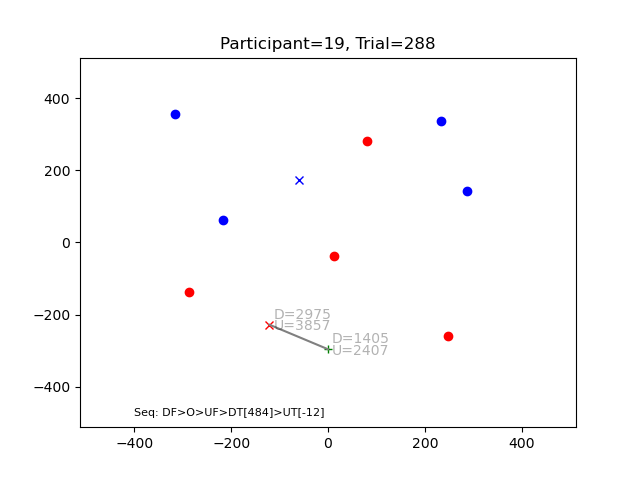 Participant=19, Trial=288
400
200
0
−200
−400
D=2975
U=3857
D=1405
U=2407
Seq: DF>O>UF>DT[484]>UT[-12]
−400
−200
0
200
400